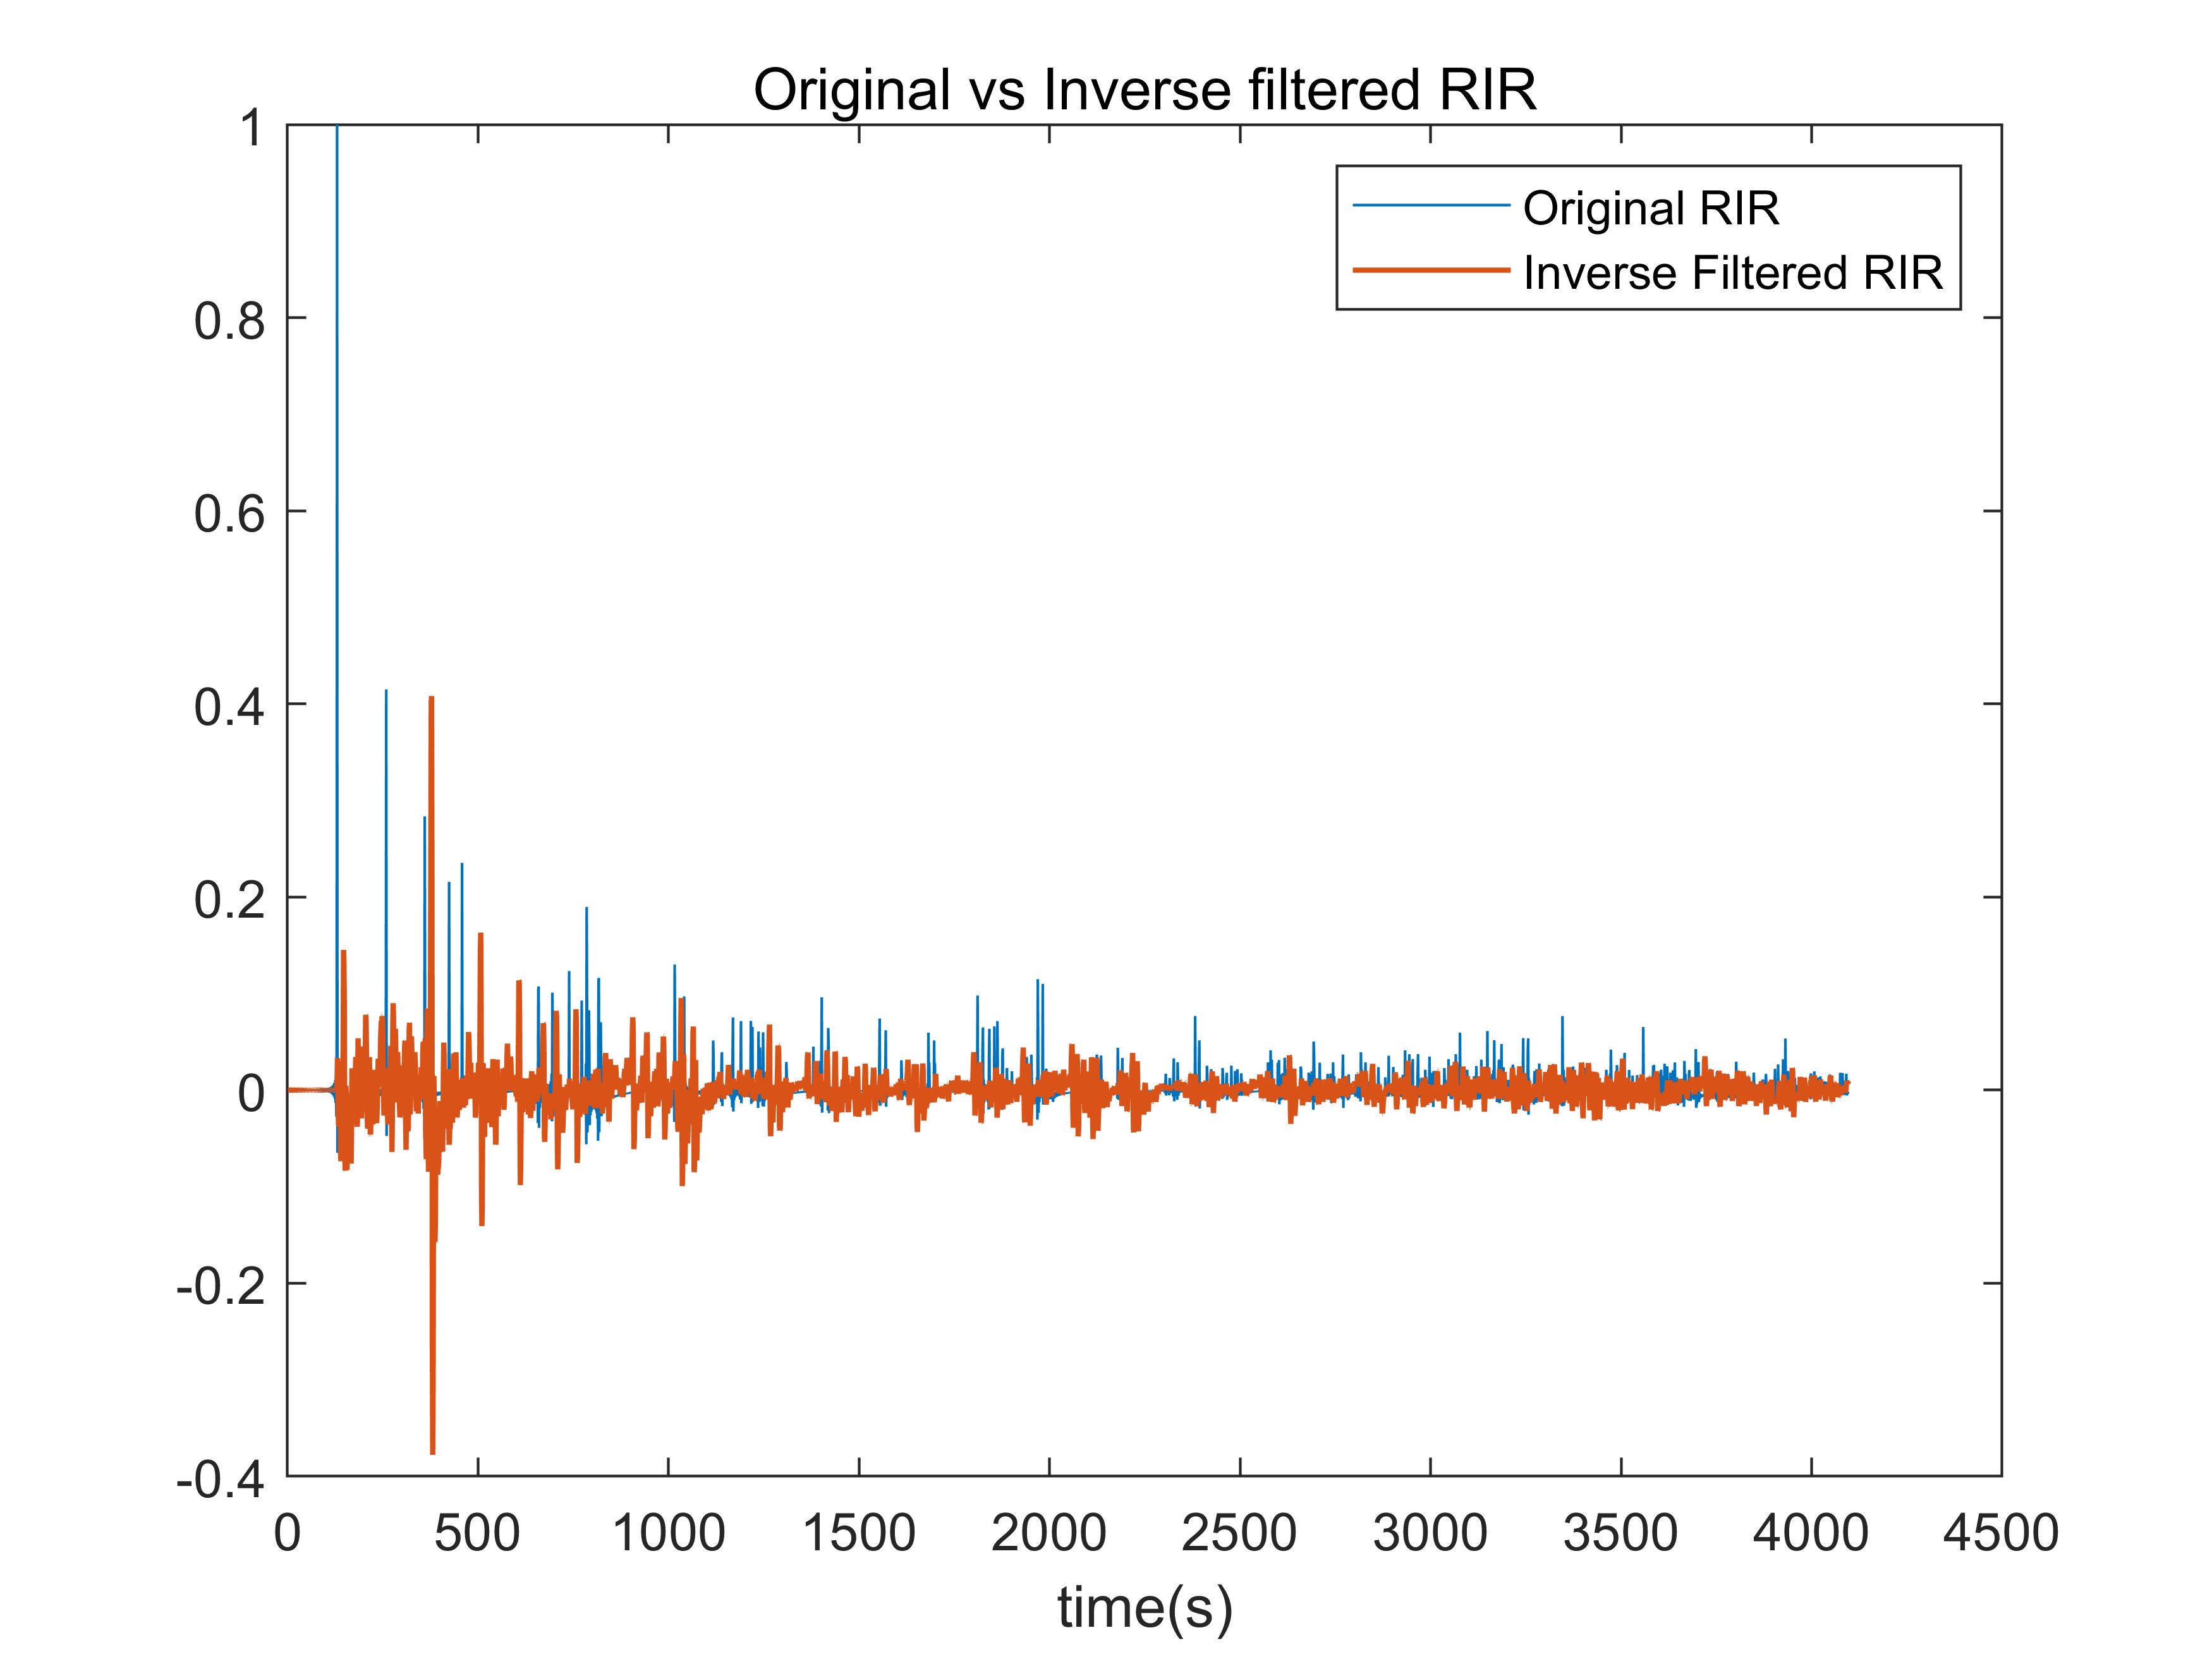 Original vs Inverse filtered RIR
1
0.8
0.6
0.4
0.2
0
-0.2
-0.4
Original RIR
Inverse Filtered RIR
0 500 1000 1500 2000 2500 3000 3500 4000 4500
time(s)